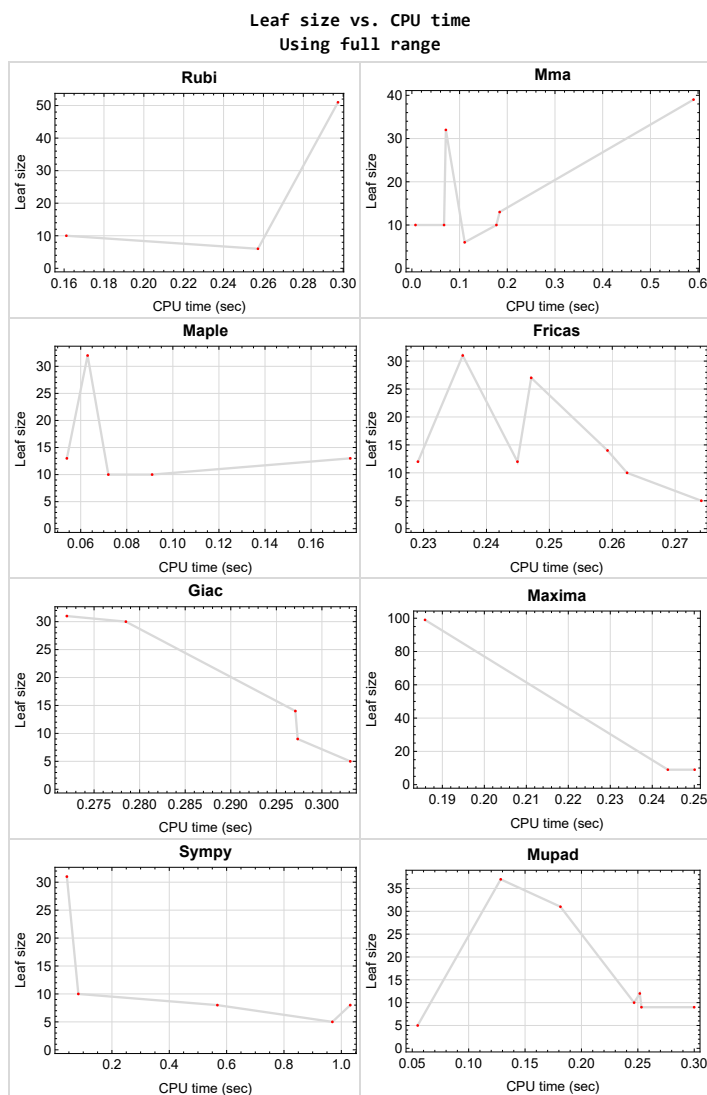 Leaf size vs. CPU time
Using full range
Rubi
Leaf size
50
40
30
20
10
0
0.16 0.18 0.20 0.22 0.24 0.26 0.28 0.30
CPU time (sec)
Mma
Leaf size
40
30
20
10
0
0.0 0.1 0.2 0.3 0.4 0.5 0.6
CPU time (sec)
Maple
Leaf size
30
25
20
15
10
5
0
0.06 0.08 0.10 0.12 0.14 0.16
CPU time (sec)
Fricas
Leaf size
30
25
20
15
10
5
0
0.23 0.24 0.25 0.26 0.27
CPU time (sec)
Giac
Leaf size
30
25
20
15
10
5
0
0.275 0.280 0.285 0.290 0.295 0.300
CPU time (sec)
Maxima
Leaf size
100
80
60
40
20
0
0.19 0.20 0.21 0.22 0.23 0.24 0.25
CPU time (sec)
Sympy
Leaf size
30
25
20
15
10
5
0
0.2 0.4 0.6 0.8 1.0
CPU time (sec)
Mupad
Leaf size
35
30
25
20
15
10
5
0
0.05 0.10 0.15 0.20 0.25 0.30
CPU time (sec)